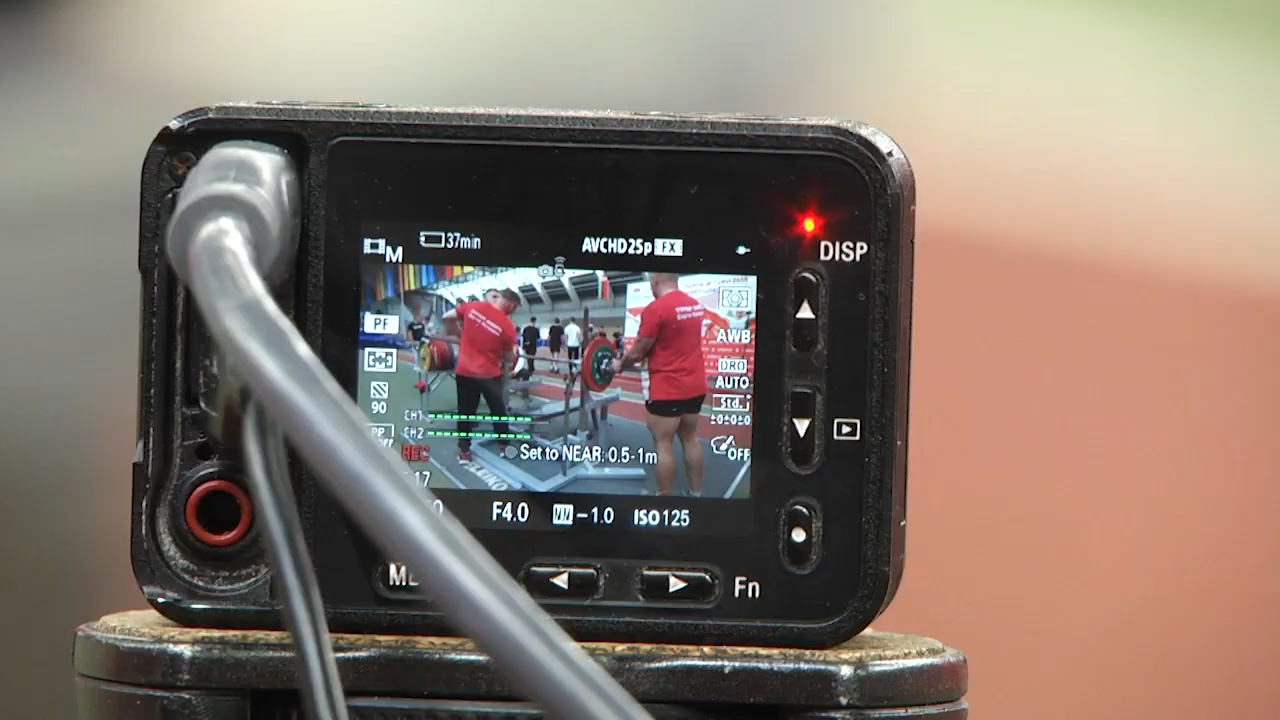 37min
AVCHD25p FX
M
DISP
PF
AWB
DRO
AUTO
90
Std.
CH1
CH2
REC
Set to NEAR: 0.5-1m
OFF
ELEIKO
F4.0
-1.0
ISO125
Fn